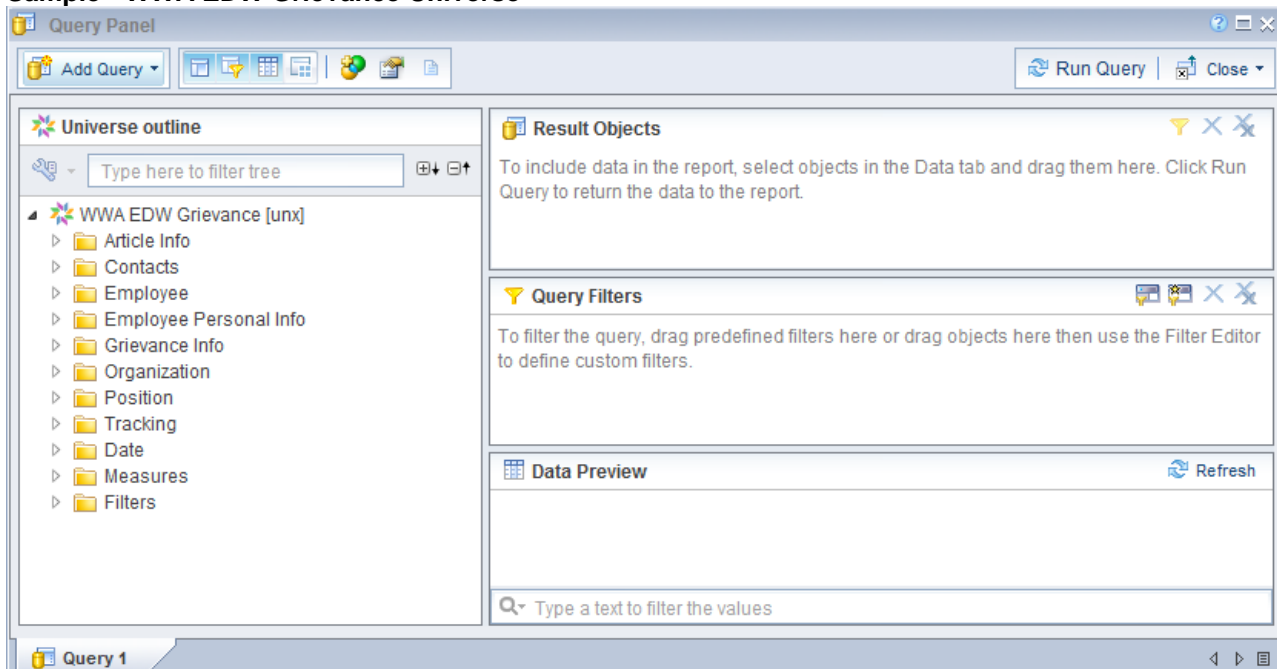 Sample - WWA EDW Grievance Universe
Query Panel
Add Query
Run Query
Close
Universe outline
Type here to filter tree
WWA EDW Grievance [unx]
Article Info
Contacts
Employee
Employee Personal Info
Grievance Info
Organization
Position
Tracking
Date
Measures
Filters
Result Objects
To include data in the report, select objects in the Data tab and drag them here. Click Run
Query to return the data to the report.
Query Filters
To filter the query, drag predefined filters here or drag objects here then use the Filter Editor
to define custom filters.
Data Preview
Refresh
Type a text to filter the values
Query 1